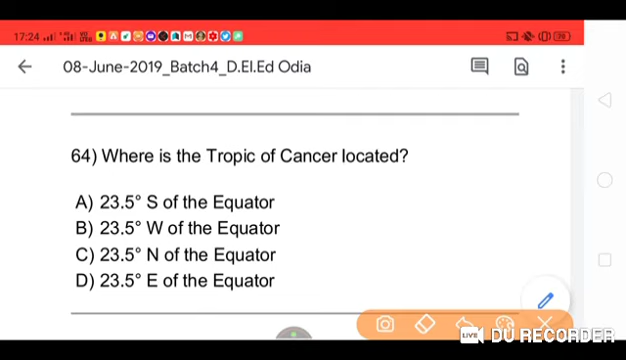 17:24
08-June-2019_Batch4_D.El.Ed Odia
64) Where is the Tropic of Cancer located?
A) 23.5° S of the Equator
B) 23.5° W of the Equator
C) 23.5° N of the Equator
D) 23.5° E of the Equator
LIVE DU RECORDER